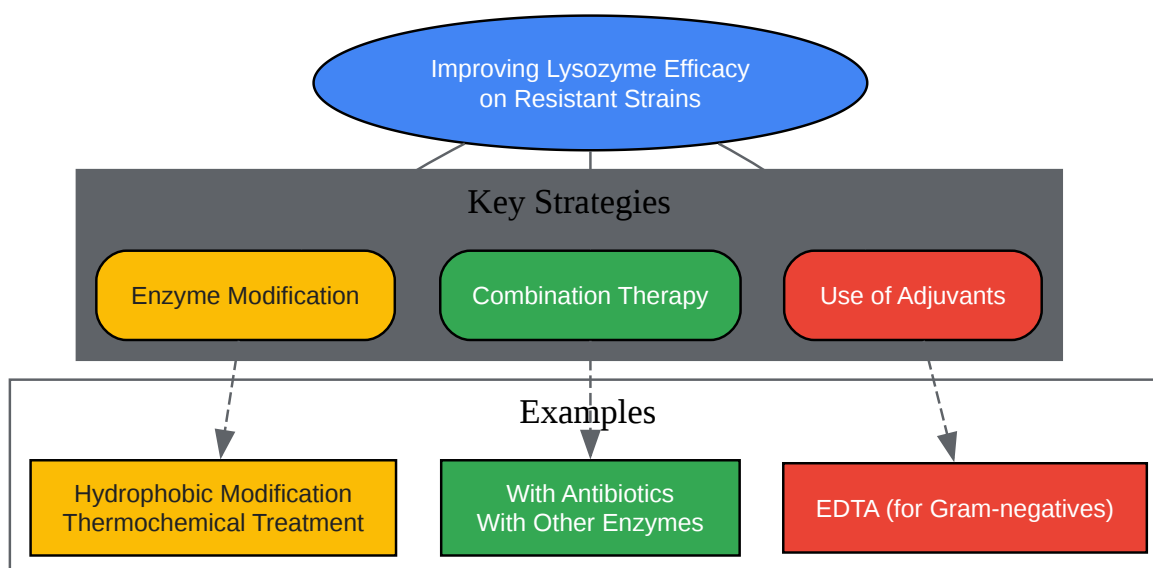 Improving Lysozyme Efficacy
on Resistant Strains
Key Strategies
Enzyme Modification
Combination Therapy
Use of Adjuvants
Examples
Hydrophobic Modification
Thermochemical Treatment
With Antibiotics
With Other Enzymes
EDTA (for Gram-negatives)